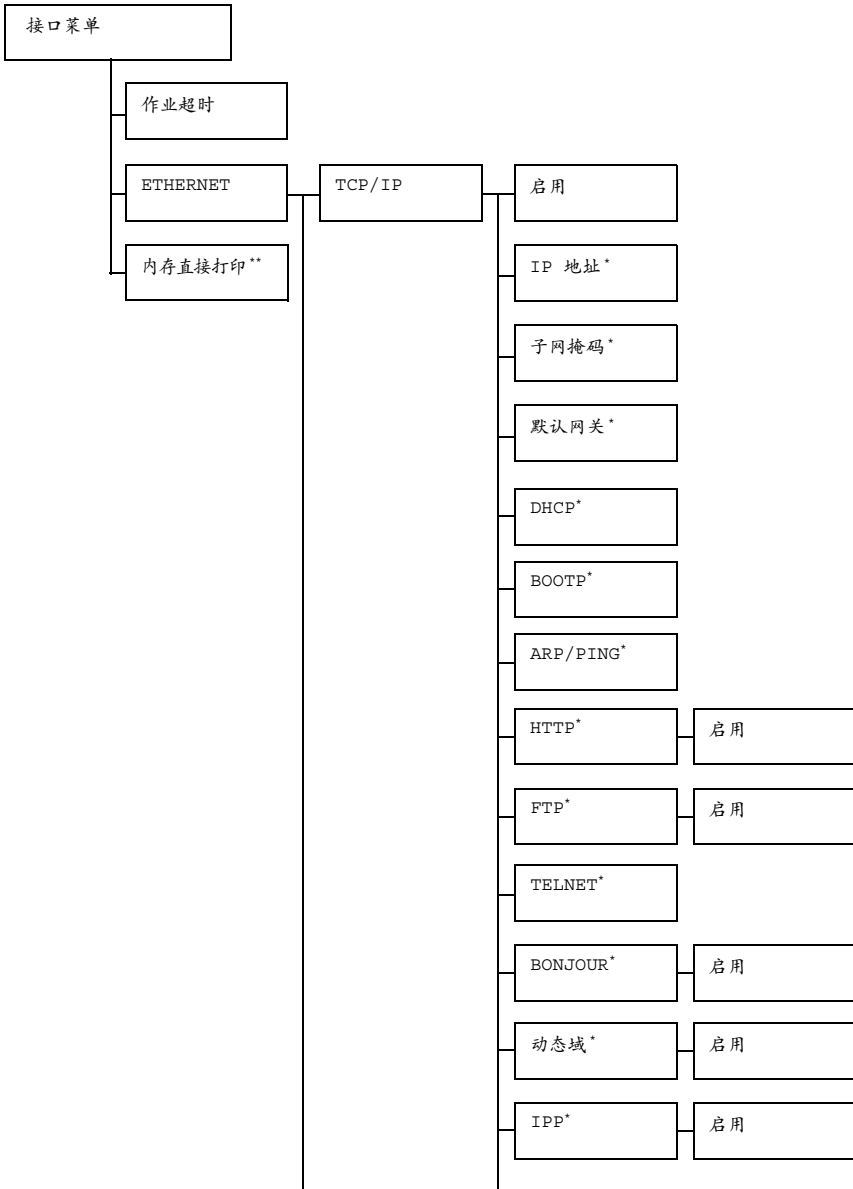 接口菜单
作业超时
ETHERNET
TCP/IP
启用
内存直接打印**
IP 地址*
子网掩码*
默认网关*
DHCP*
BOOTP*
ARP/PING*
HTTP*
启用
FTP*
启用
TELNET*
BONJOUR*
启用
动态域*
启用
IPP*
启用